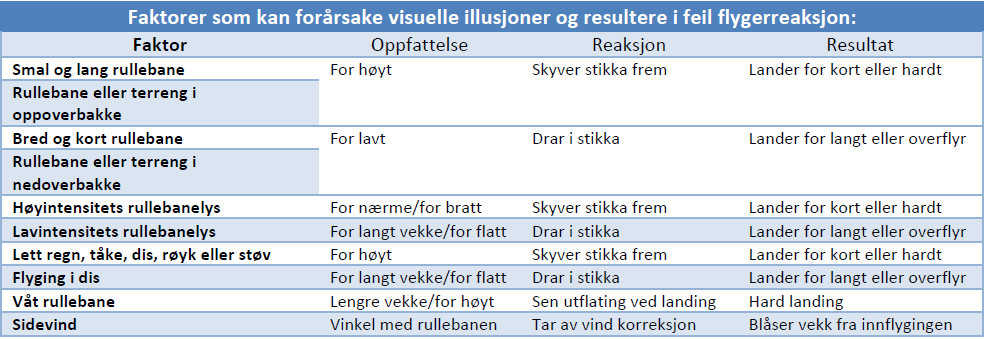 Faktorer som kan forårsake visuelle illusjoner og resultere i feil flygerreaksjon:
Faktor Oppfattelse Reaksjon Resultat
Smal og lang rullebane For høyt Skyver stikka frem Lander for kort eller hardt
Rullebane eller terreng i
oppoverbakke
Bred og kort rullebane For lavt Drar i stikka Lander for langt eller overflyr
Rullebane eller terreng i
nedoverbakke
Høyintensitets rullebanelys For nærme/for bratt Skyver stikka frem Lander for kort eller hardt
Lavintensitets rullebanelys For langt vekke/for flatt Drar i stikka Lander for langt eller overflyr
Lett regn, tåke, dis, røyk eller støv For høyt Skyver stikka frem Lander for kort eller hardt
Flyging i dis For langt vekke/for flatt Drar i stikka Lander for langt eller overflyr
Våt rullebane Lengre vekke/for høyt Sen utflating ved landing Hard landing
Sidevind Vinkel med rullebanen Tar av vind korreksjon Blåser vekk fra innflygingen